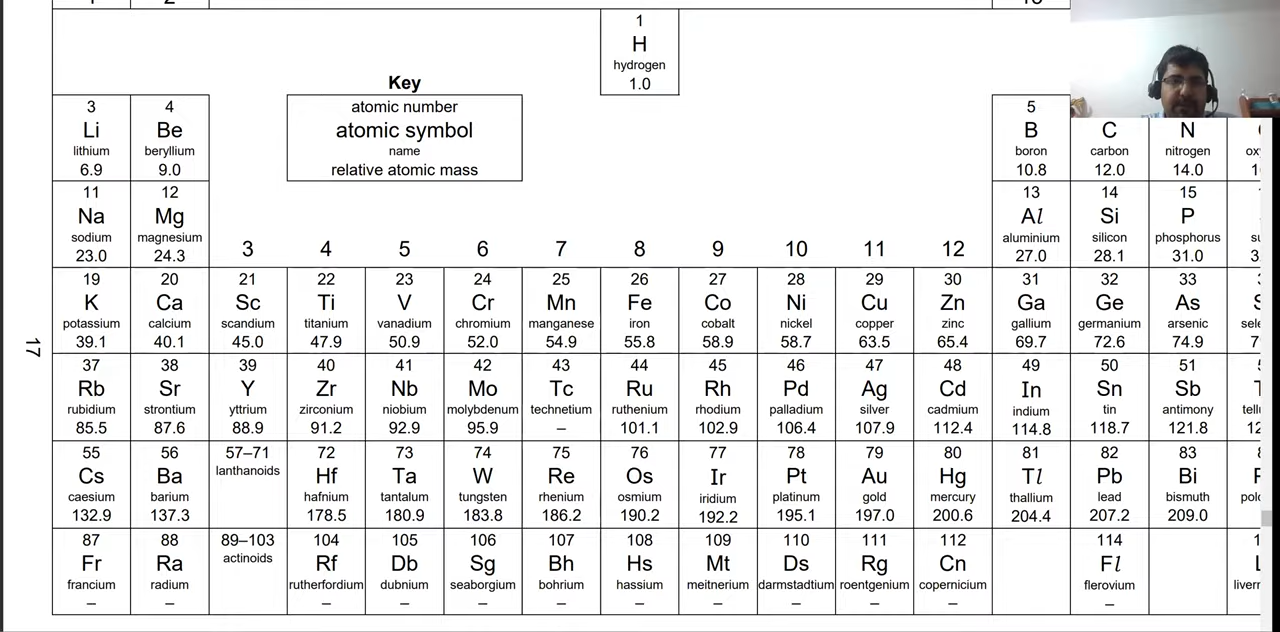 1
H
hydrogen
1.0
Key
atomic number
atomic symbol
name
relative atomic mass
3 4 5
Li Be B C N
lithium beryllium boron carbon nitrogen
6.9 9.0 10.8 12.0 14.0
11 12 13 14 15
Na Mg Al Si P
sodium magnesium aluminium silicon phosphorus
23.0 24.3 27.0 28.1 31.0
3 4 5 6 7 8 9 10 11 12
19 20 21 22 23 24 25 26 27 28 29 30 31 32 33
K Ca Sc Ti V Cr Mn Fe Co Ni Cu Zn Ga Ge As
potassium calcium scandium titanium vanadium chromium manganese iron cobalt nickel copper zinc gallium germanium arsenic
39.1 40.1 45.0 47.9 50.9 52.0 54.9 55.8 58.9 58.7 63.5 65.4 69.7 72.6 74.9
17
37 38 39 40 41 42 43 44 45 46 47 48 49 50 51
Rb Sr Y Zr Nb Mo Tc Ru Rh Pd Ag Cd In Sn Sb
rubidium strontium yttrium zirconium niobium molybdenum technetium ruthenium rhodium palladium silver cadmium indium tin antimony
85.5 87.6 88.9 91.2 92.9 95.9 – 101.1 102.9 106.4 107.9 112.4 114.8 118.7 121.8
55 56 57–71 72 73 74 75 76 77 78 79 80 81 82 83
Cs Ba lanthanoids Hf Ta W Re Os Ir Pt Au Hg Tl Pb Bi
caesium barium hafnium tantalum tungsten rhenium osmium iridium platinum gold mercury thallium lead bismuth
132.9 137.3 178.5 180.9 183.8 186.2 190.2 192.2 195.1 197.0 200.6 204.4 207.2 209.0
87 88 89–103 104 105 106 107 108 109 110 111 112 114
Fr Ra actinoids Rf Db Sg Bh Hs Mt Ds Rg Cn Fl
francium radium rutherfordium dubnium seaborgium bohrium hassium meitnerium darmstadtium roentgenium copernicium flerovium
– – – – – – – – – – – – –